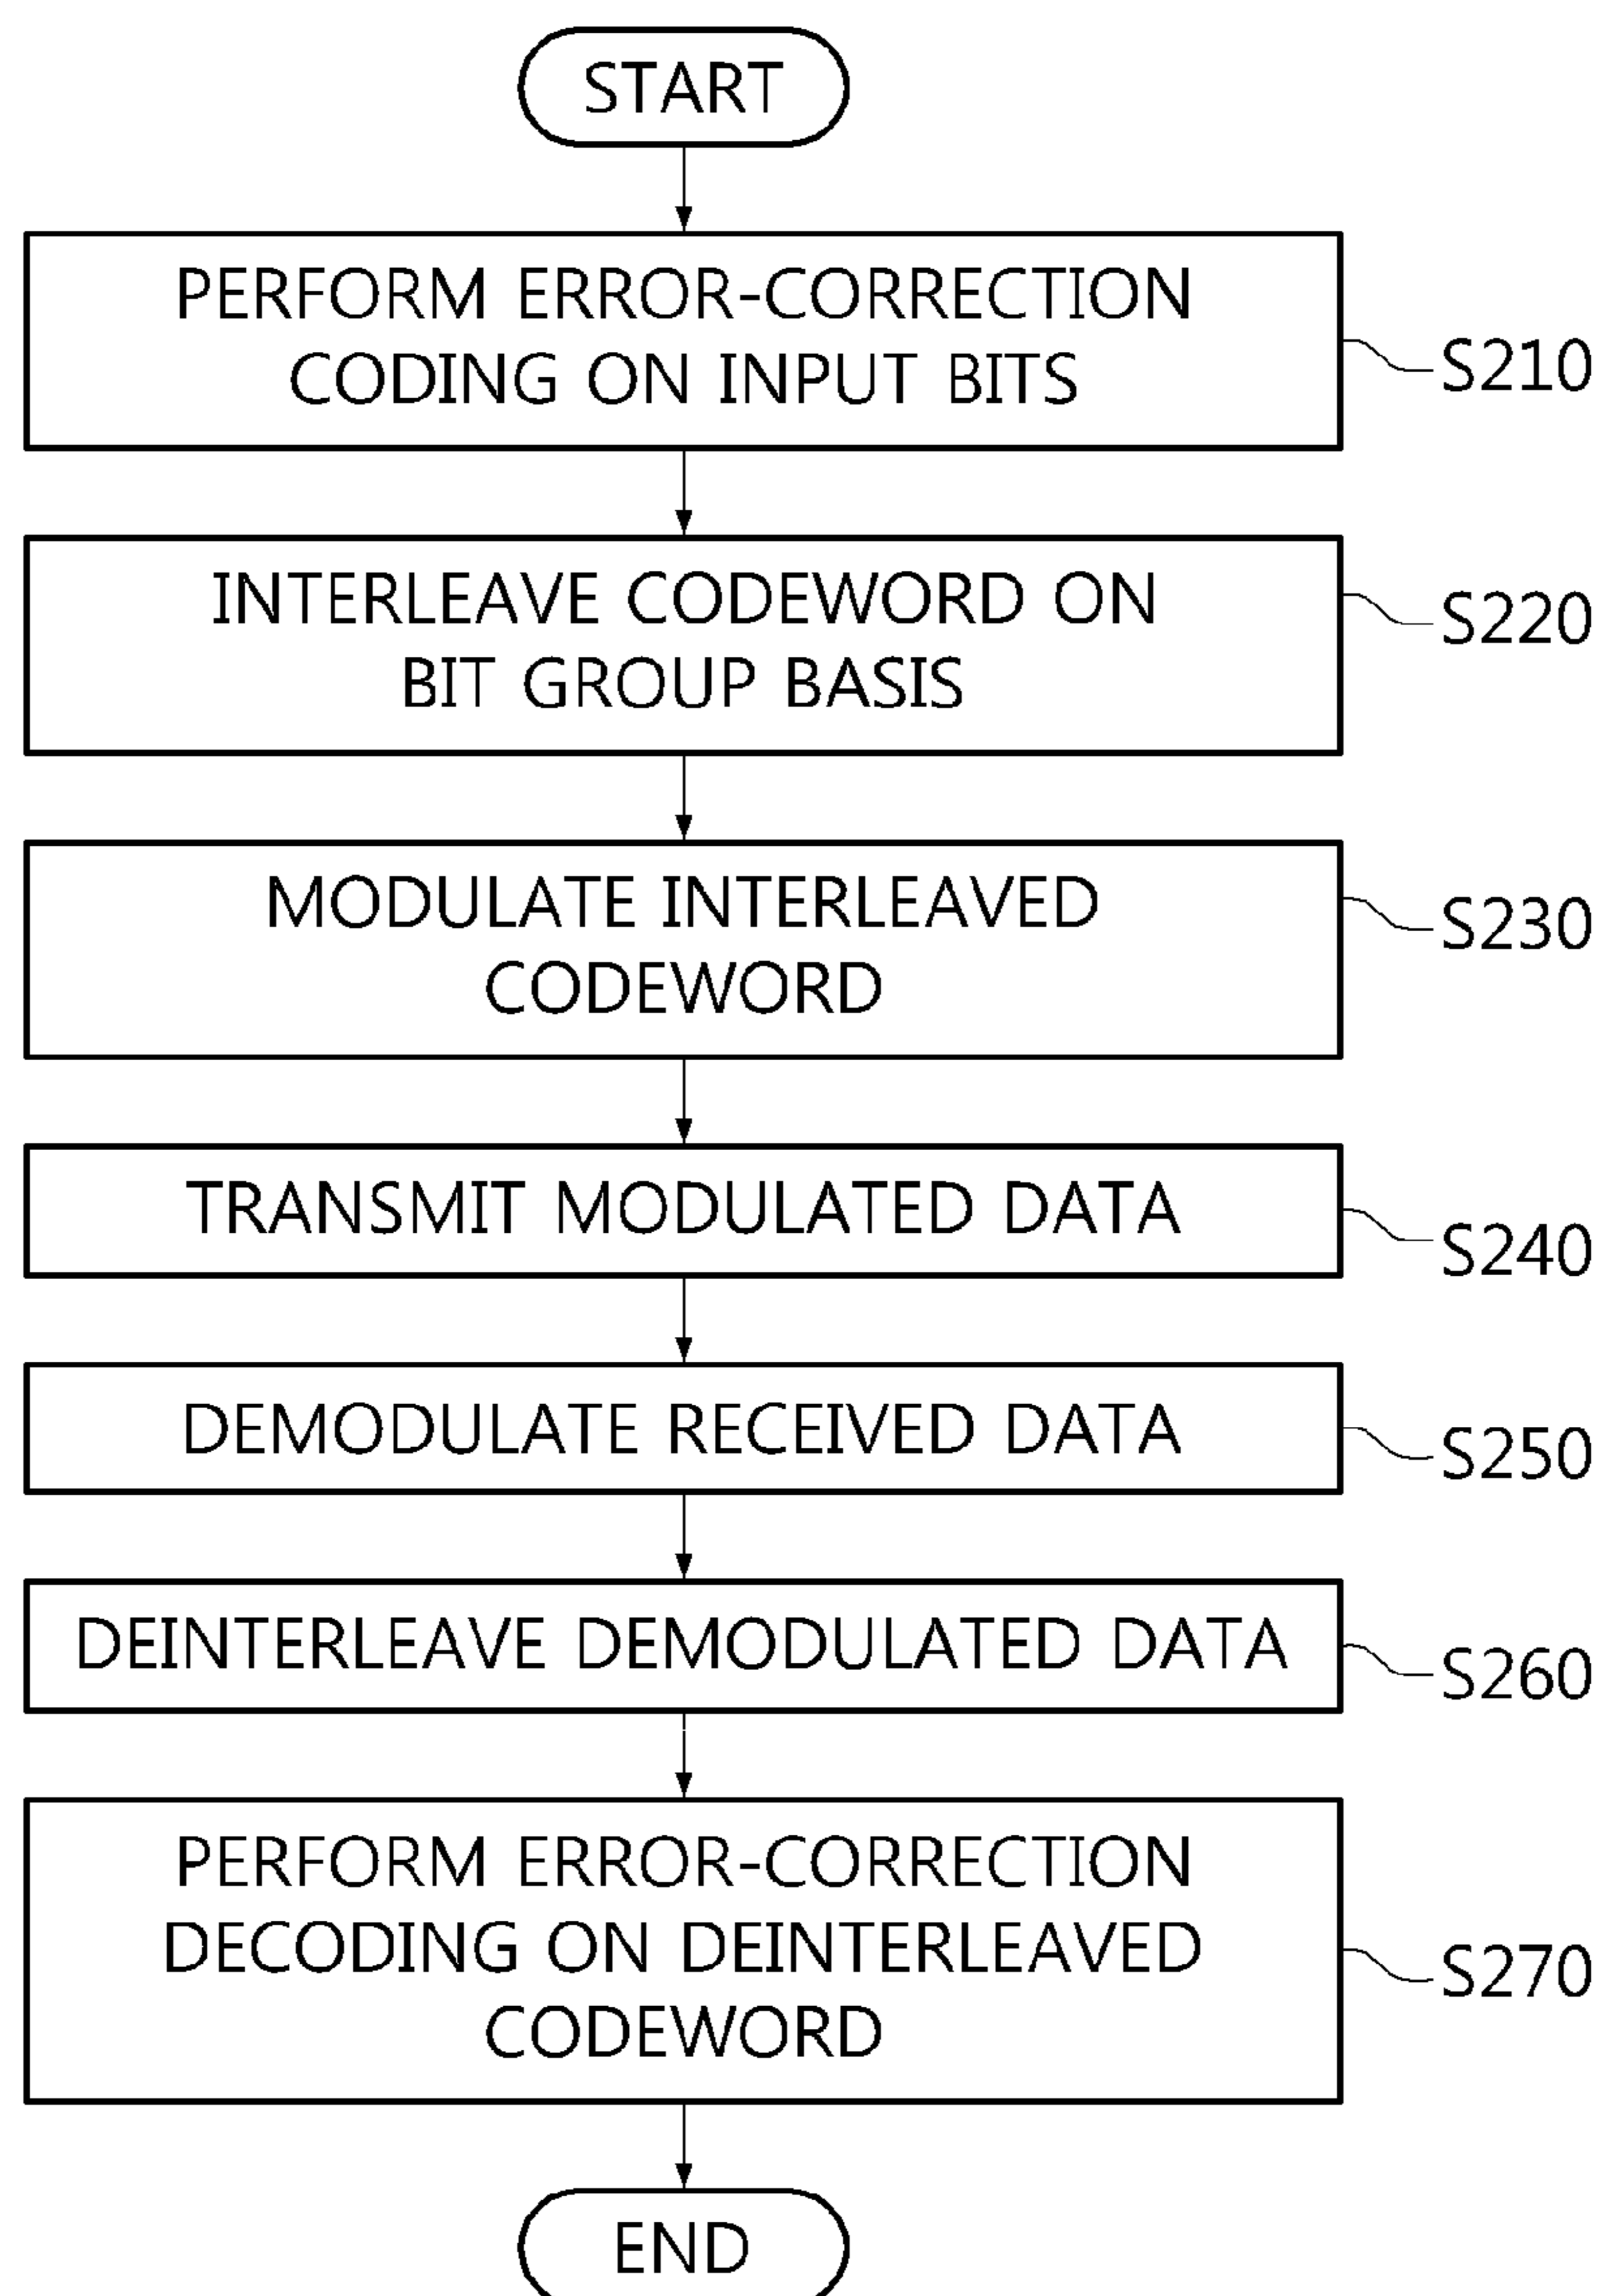 START
PERFORM ERROR-CORRECTION
CODING ON INPUT BITS
S210
INTERLEAVE CODEWORD ON
BIT GROUP BASIS
S220
MODULATE INTERLEAVED
CODEWORD
S230
TRANSMIT MODULATED DATA
S240
DEMODULATE RECEIVED DATA
S250
DEINTERLEAVE DEMODULATED DATA
S260
PERFORM ERROR-CORRECTION
DECODING ON DEINTERLEAVED
CODEWORD
S270
END